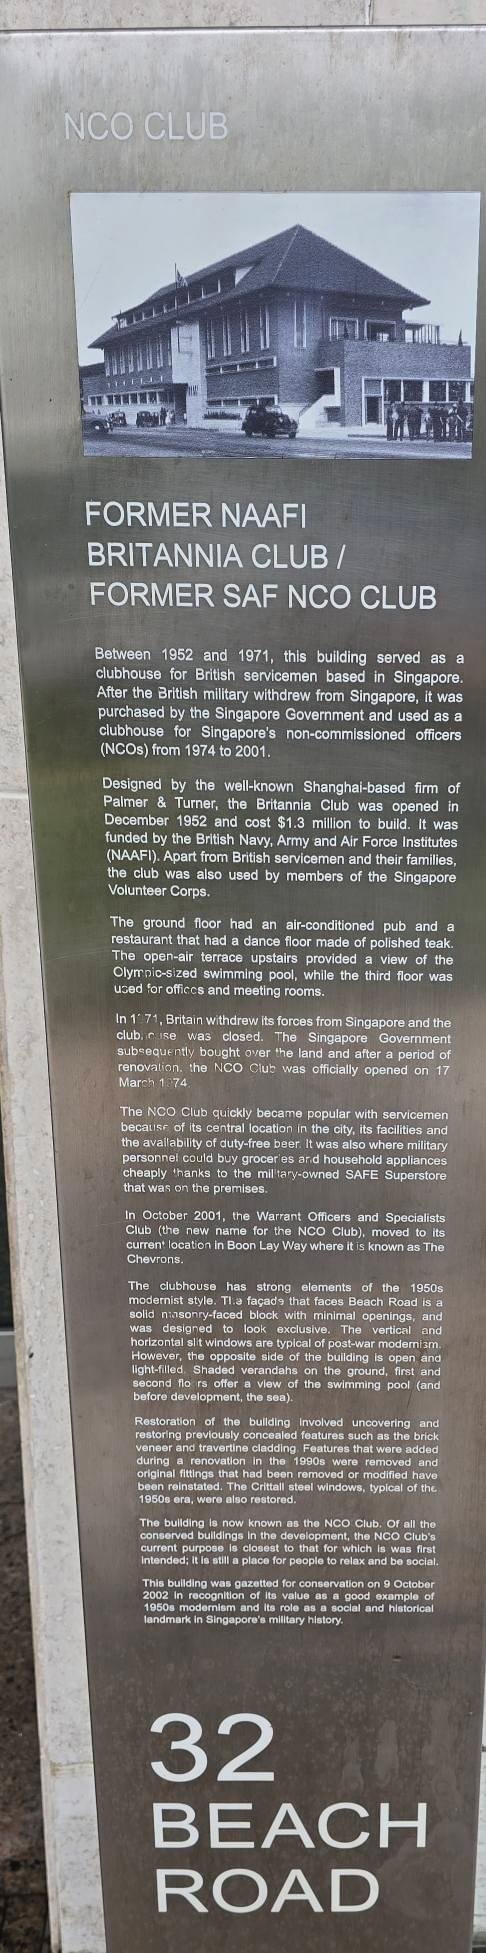 NCO CLUB
FORMER NAAFI
BRITANNIA CLUB /
FORMER SAF NCO CLUB
Between 1952 and 1971, this building served as a
clubhouse for British servicemen based in Singapore.
After the British military withdrew from Singapore, it was
purchased by the Singapore Government and used as a
clubhouse for Singapore's non-commissioned officers
(NCOs) from 1974 to 2001.
Designed by the well-known Shanghai-based firm of
Palmer & Turner, the Britannia Club was opened in
December 1952 and cost $1.3 million to build. It was
funded by the British Navy, Army and Air Force Institutes
(NAAFI). Apart from British servicemen and their families,
the club was also used by members of the Singapore
Volunteer Corps.
The ground floor had an air-conditioned pub and a
restaurant that had a dance floor made of polished teak.
The open-air terrace upstairs provided a view of the
Olympic-sized swimming pool, while the third floor was
used for offices and meeting rooms.
In 1971, Britain withdrew its forces from Singapore and the
was closed. The Singapore Government
subsequently bought over the land and after a period of
renovation, the NCO Club was officially opened on 17
March 1974
The NCO Club quickly became popular with servicemen
because of its central location in the city, its facilities and
the availability of duty-free beer. It was also where military
personnel could buy groceries and household appliances
cheaply thanks to the military-owned SAFE Superstore
that was on the premises.
In October 2001, the Warrant Officers and Specialists
Club (the new name for the NCO Club), moved to its
current location in Boon Lay Way where it is known as The
Chevrons.
The clubhouse has strong elements of the 1950s
modernist style. The façade that faces Beach Road is a
solid masonry-faced block with minimal openings, and
was designed to look exclusive. The vertical and
horizontal slit windows are typical of post-war modernism.
However, the opposite side of the building is open and
light-filled. Shaded verandahs on the ground, first and
second floors offer a view of the swimming pool (and
before development, the sea).
Restoration of the building involved uncovering and
restoring previously concealed features such as the brick
veneer and travertine cladding. Features that were added
during a renovation in the 1990s were removed and
original fittings that had been removed or modified have
been reinstated. The Crittall steel windows, typical of the
1950s era, were also restored.
The building is now known as the NCO Club. Of all the
conserved buildings in the development, the NCO Club's
current purpose is closest to that for which is was first
intended; it is still a place for people to relax and be social.
This building was gazetted for conservation on 9 October
2002 in recognition of its value as a good example of
1950s modernism and its role as a social and historical
landmark in Singapore's military history.
32
BEACH
ROAD